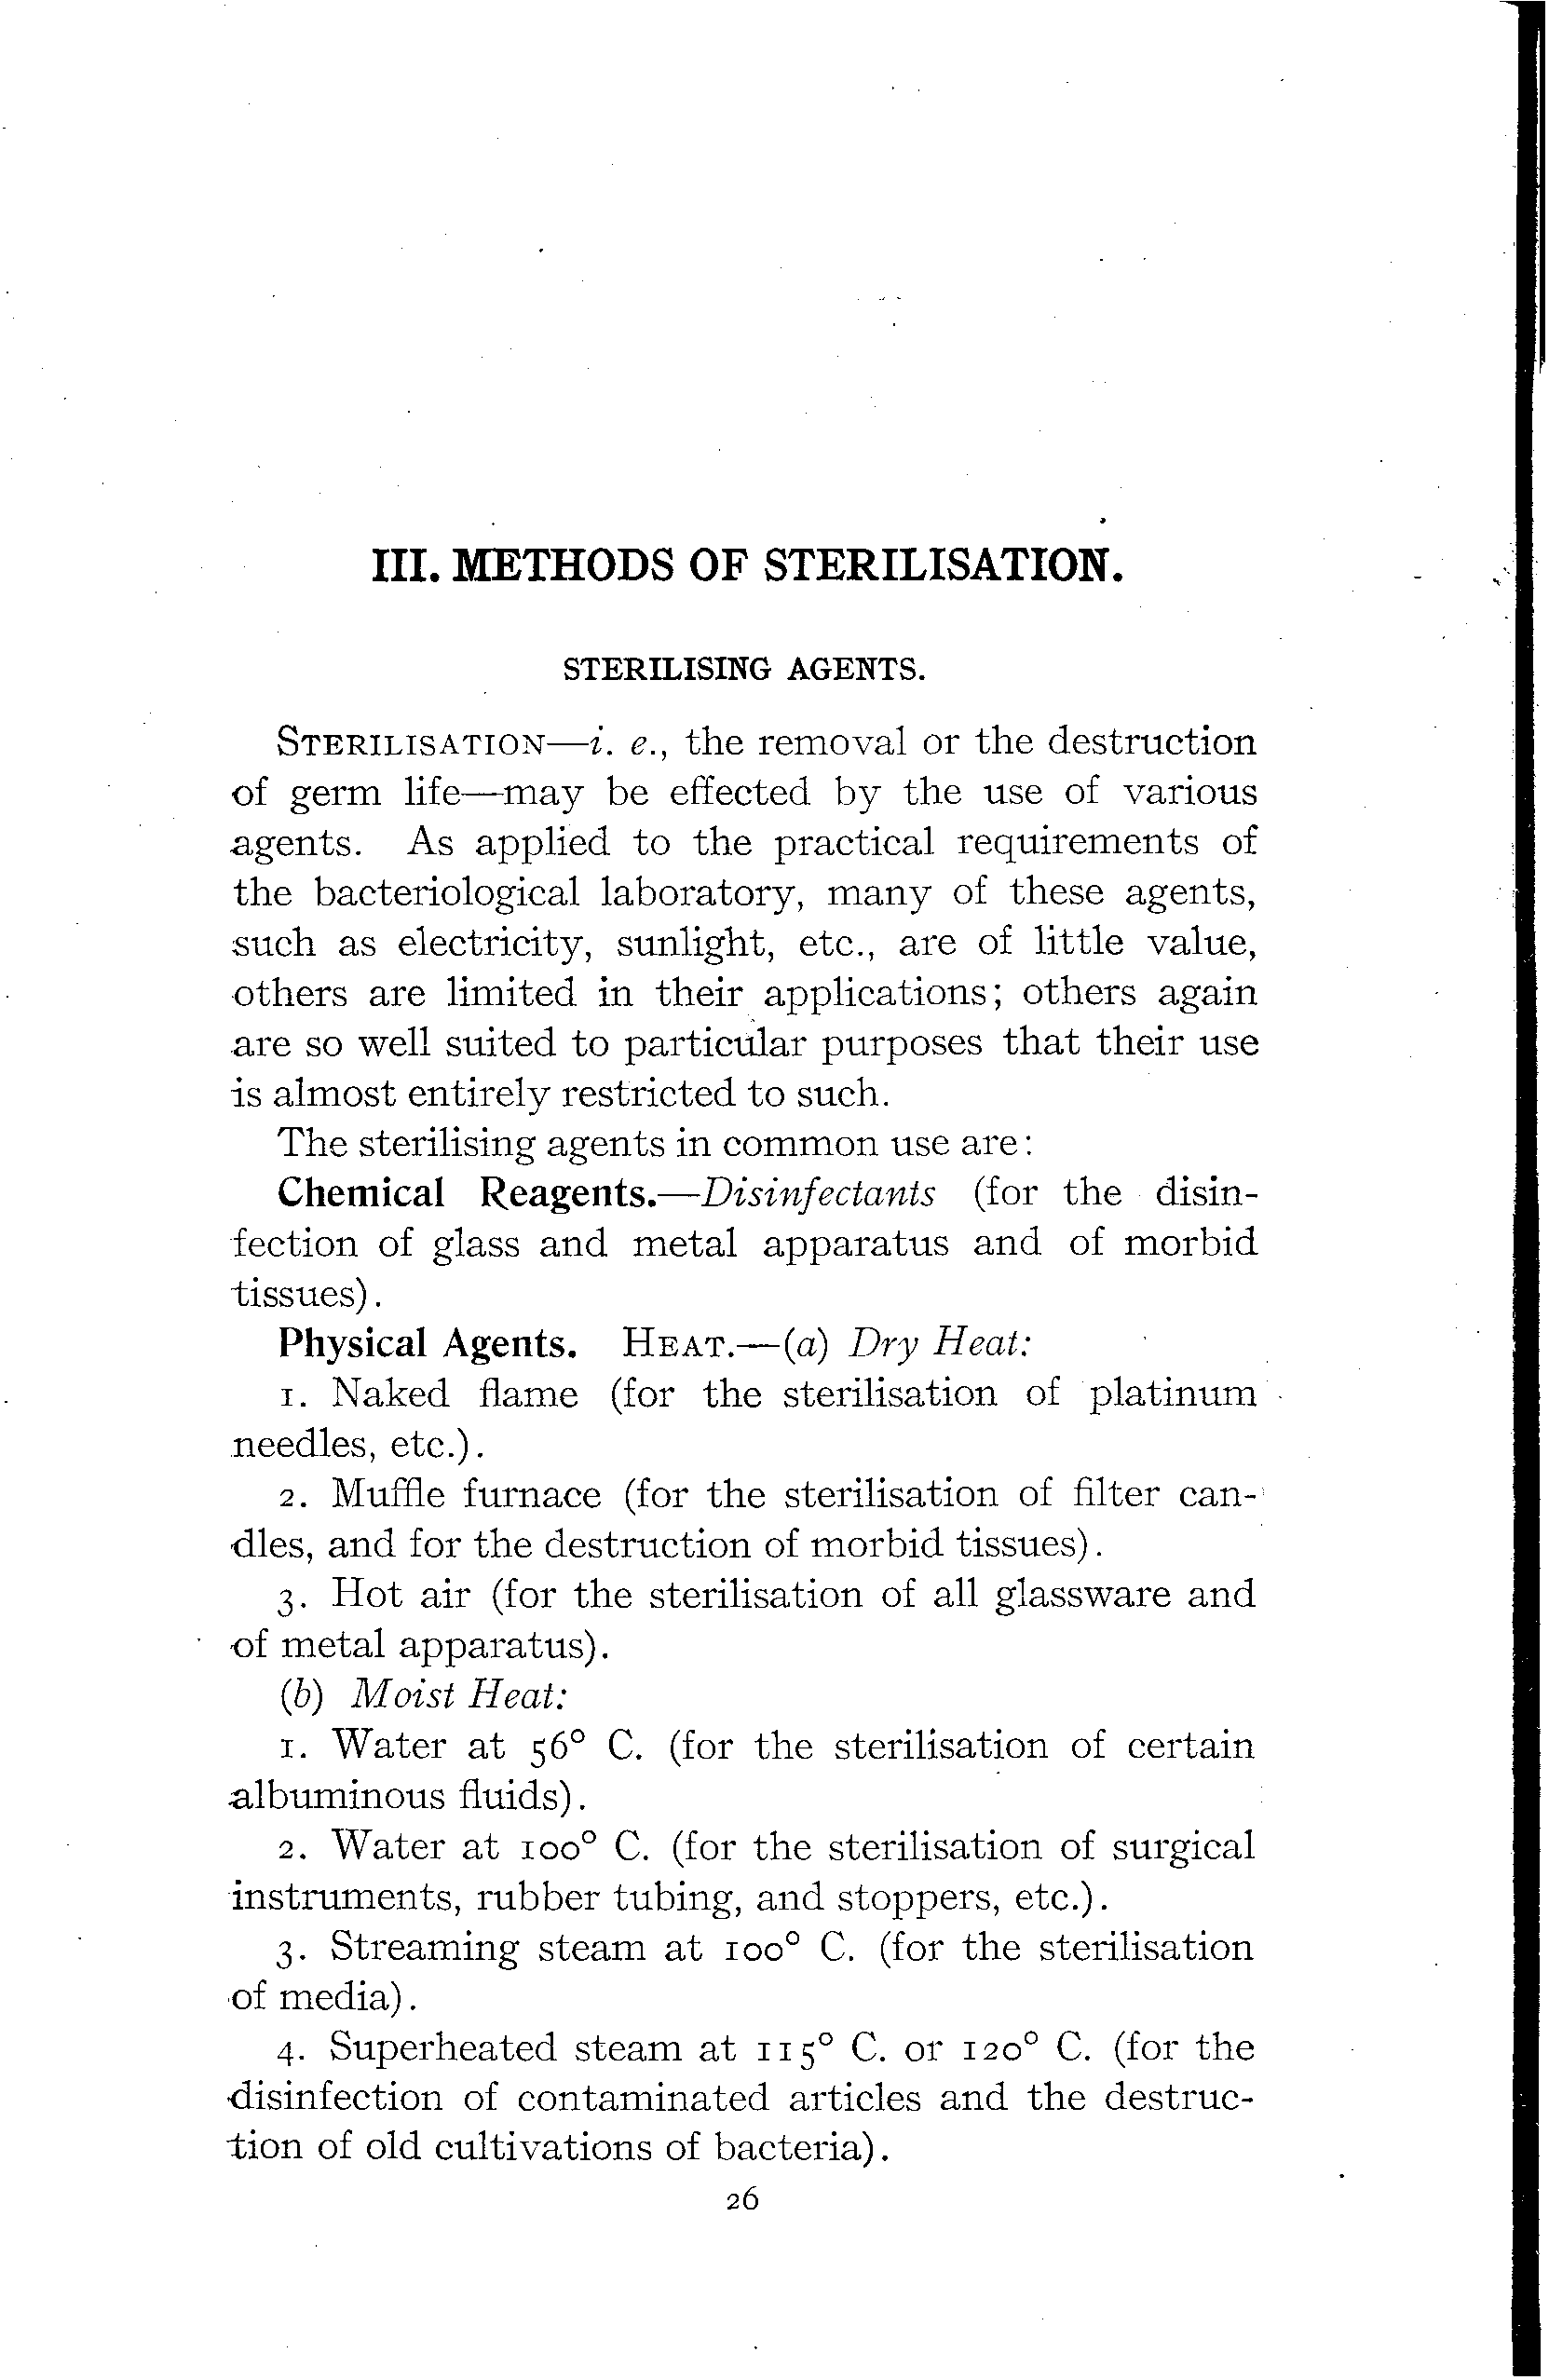 III. METHODS OF STERILISATION.
STERILISING AGENTS.
STERILISATION—i. e., the removal or the destruction
of germ life—may be effected by the use of various
agents. As applied to the practical requirements of
the bacteriological laboratory, many of these agents,
such as electricity, sunlight, etc., are of little value,
others are limited in their applications; others again
are so well suited to particular purposes that their use
is almost entirely restricted to such.
The sterilising agents in common use are:
Chemical Reagents.—Disinfectants (for the disin-
fection of glass and metal apparatus and of morbid
tissues).
Physical Agents. HEAT.—(a) Dry Heat:
1. Naked flame (for the sterilisation of platinum
needles, etc.).
2. Muffle furnace (for the sterilisation of filter can-
dles, and for the destruction of morbid tissues).
3. Hot air (for the sterilisation of all glassware and
of metal apparatus).
(b) Moist Heat:
1. Water at 56° C. (for the sterilisation of certain
albuminous fluids).
2. Water at 100° C. (for the sterilisation of surgical
instruments, rubber tubing, and stoppers, etc.).
3. Streaming steam at 100° C. (for the sterilisation
of media).
4. Superheated steam at 115° C. or 120° C. (for the
disinfection of contaminated articles and the destruc-
tion of old cultivations of bacteria).
26